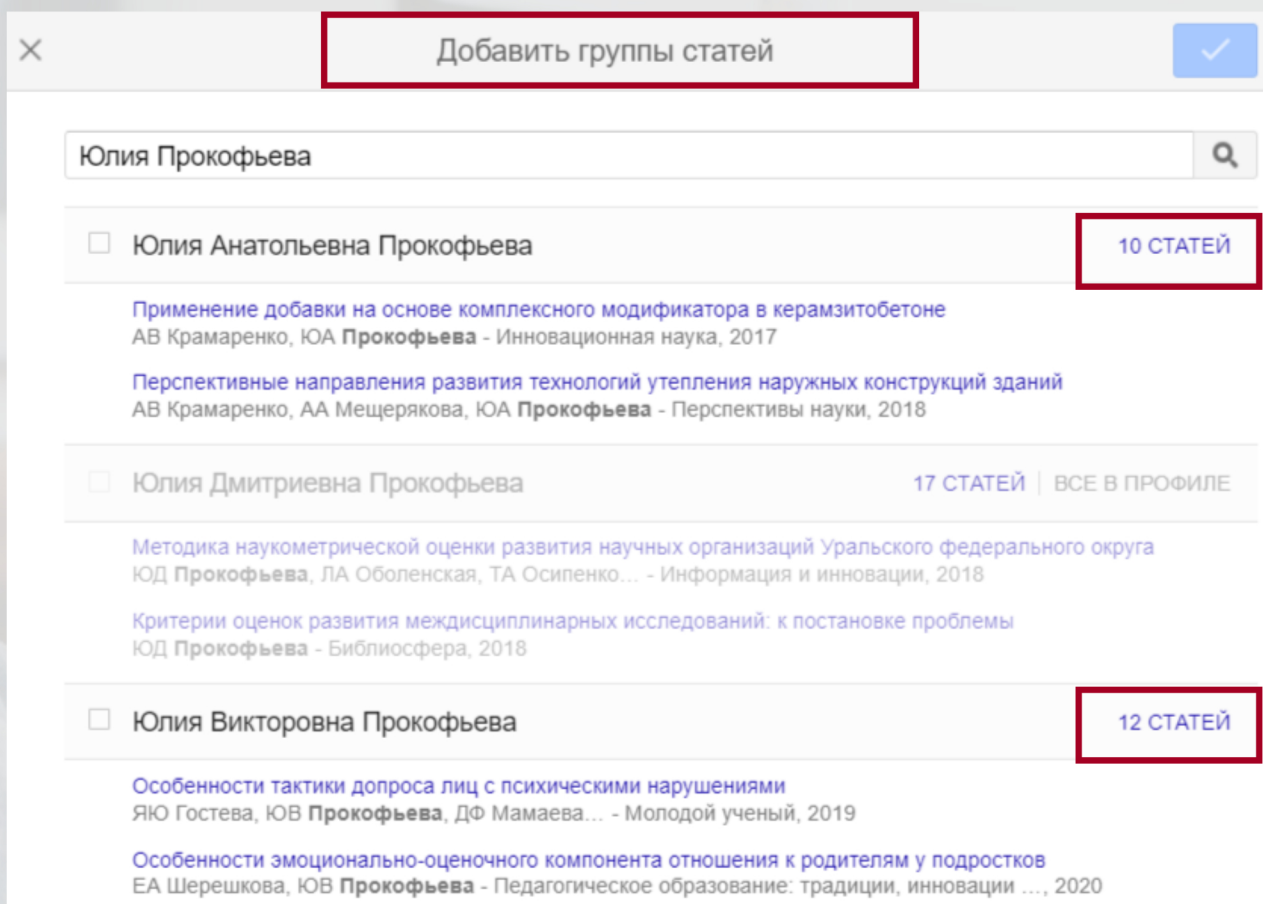 Добавить группы статей
Юлия Прокофьева
Юлия Анатольевна Прокофьева 10 СТАТЕЙ
Применение добавки на основе комплексного модификатора в керамзитобетоне
АВ Крамаренко, ЮА Прокофьева - Инновационная наука, 2017
Перспективные направления развития технологий утепления наружных конструкций зданий
АВ Крамаренко, АА Мещерякова, ЮА Прокофьева - Перспективы науки, 2018
Юлия Дмитриевна Прокофьева 17 СТАТЕЙ | ВСЕ В ПРОФИЛЕ
Методика наукометрической оценки развития научных организаций Уральского федерального округа
ЮД Прокофьева, ЛА Оболенская, ТА Осипенко... - Информация и инновации, 2018
Критерии оценок развития междисциплинарных исследований: к постановке проблемы
ЮД Прокофьева - Библиосфера, 2018
Юлия Викторовна Прокофьева 12 СТАТЕЙ
Особенности тактики допроса лиц с психическими нарушениями
ЯЮ Гостева, ЮВ Прокофьева, ДФ Мамаева... - Молодой ученый, 2019
Особенности эмоционально-оценочного компонента отношения к родителям у подростков
ЕА Шерешкова, ЮВ Прокофьева - Педагогическое образование: традиции, инновации ..., 2020